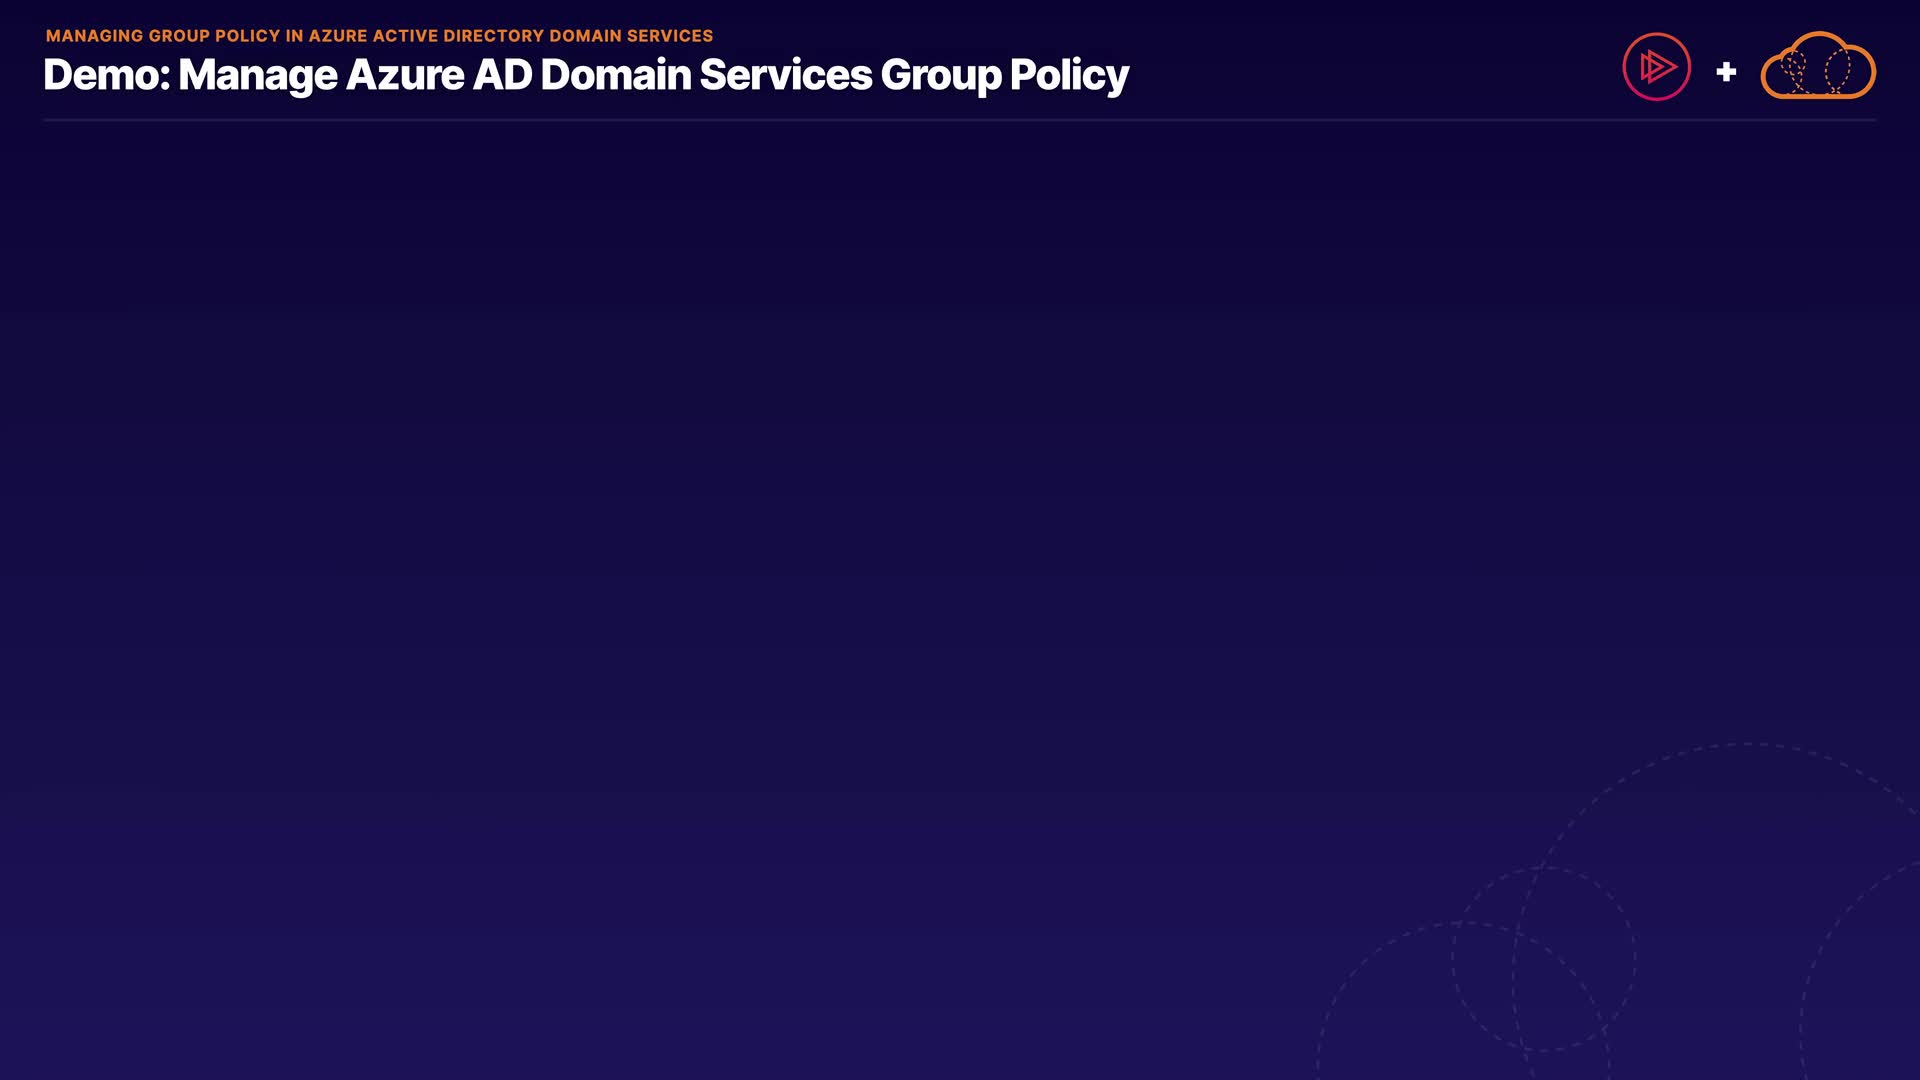 MANAGING GROUP POLICY IN AZURE ACTIVE DIRECTORY DOMAIN SERVICES
Demo: Manage Azure AD Domain Services Group Policy
+